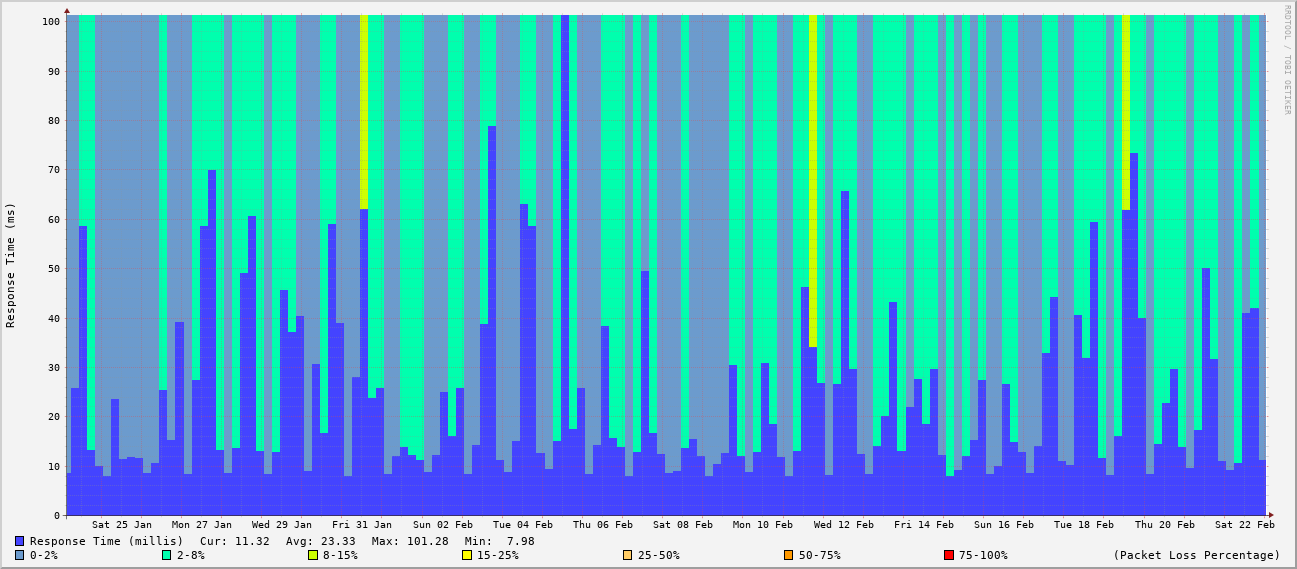 RRDTOOL / TOBI OETIKER
Response Time (ms)
100
90
80
70
60
50
40
30
20
10
0
Sat 25 Jan Mon 27 Jan Wed 29 Jan Fri 31 Jan Sun 02 Feb Tue 04 Feb Thu 06 Feb Sat 08 Feb Mon 10 Feb Wed 12 Feb Fri 14 Feb Sun 16 Feb Tue 18 Feb Thu 20 Feb Sat 22 Feb
Response Time (millis) Cur: 11.32 Avg: 23.33 Max: 101.28 Min: 7.98
0-2% 2-8% 8-15% 15-25% 25-50% 50-75% 75-100% (Packet Loss Percentage)